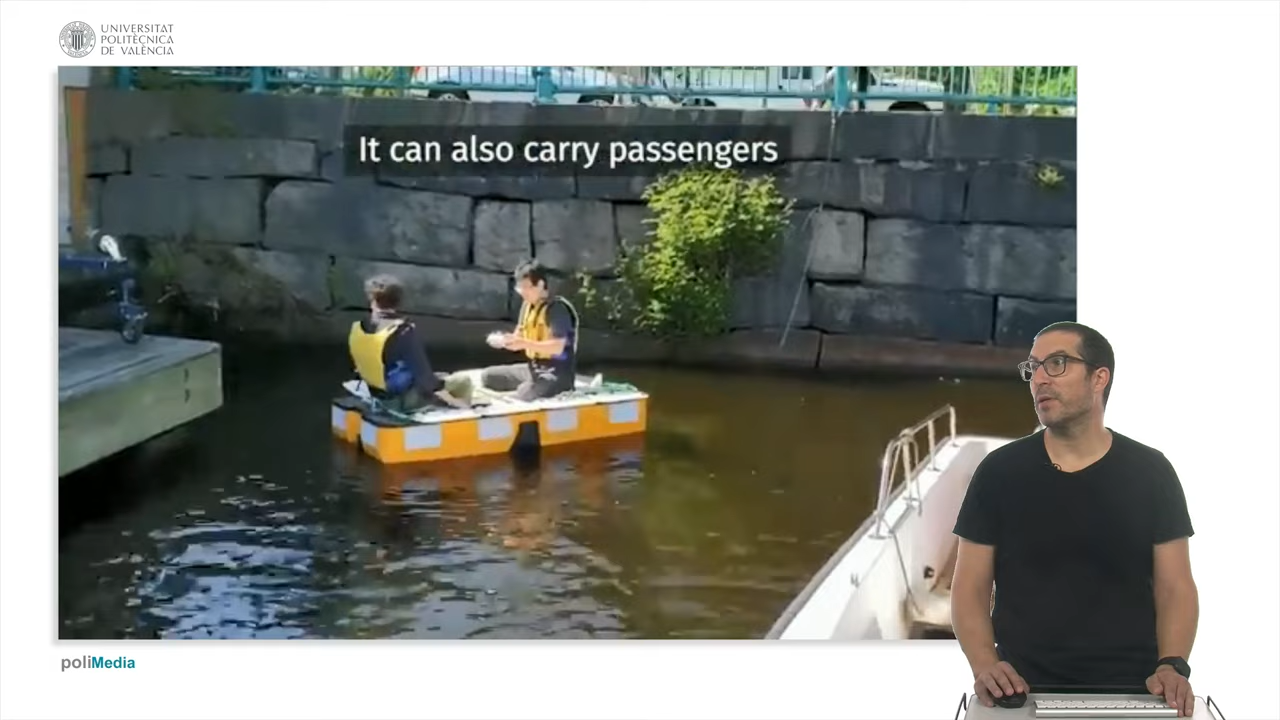 UNIVERSITAT
POLITÈCNICA
DE VALÈNCIA
It can also carry passengers
poliMedia